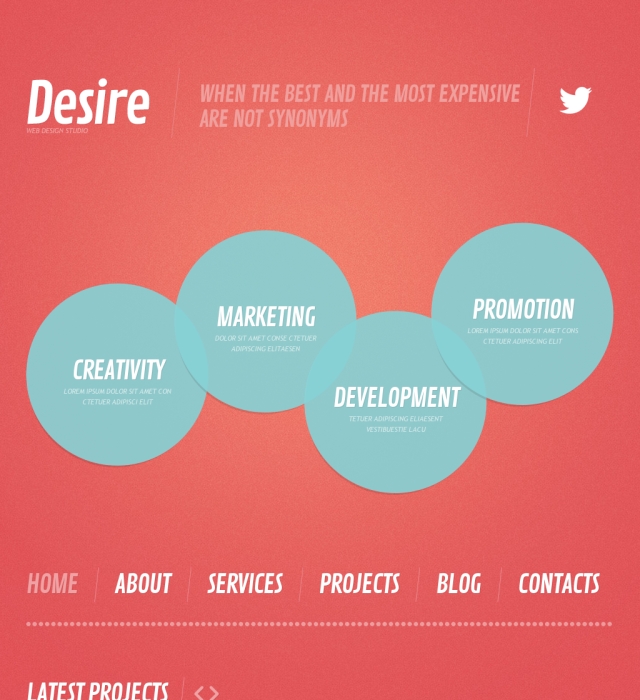 Desire
WEB DESIGN STUDIO
WHEN THE BEST AND THE MOST EXPENSIVE
ARE NOT SYNONYMS
CREATIVITY
LOREM IPSUM DOLOR SIT AMET CON
CTETUER ADIPISCI ELIT
MARKETING
DOLOR SIT AMET CONSE CTETUER
ADIPISCING ELITAESEN
DEVELOPMENT
TETUER ADIPISCING ELIAESENT
VESTIBUESTIE LACU
PROMOTION
LOREM IPSUM DOLOR SIT AMET CONS
CTETUER ADIPISCING ELIT
HOME ABOUT SERVICES PROJECTS BLOG CONTACTS
LATEST PROJECTS